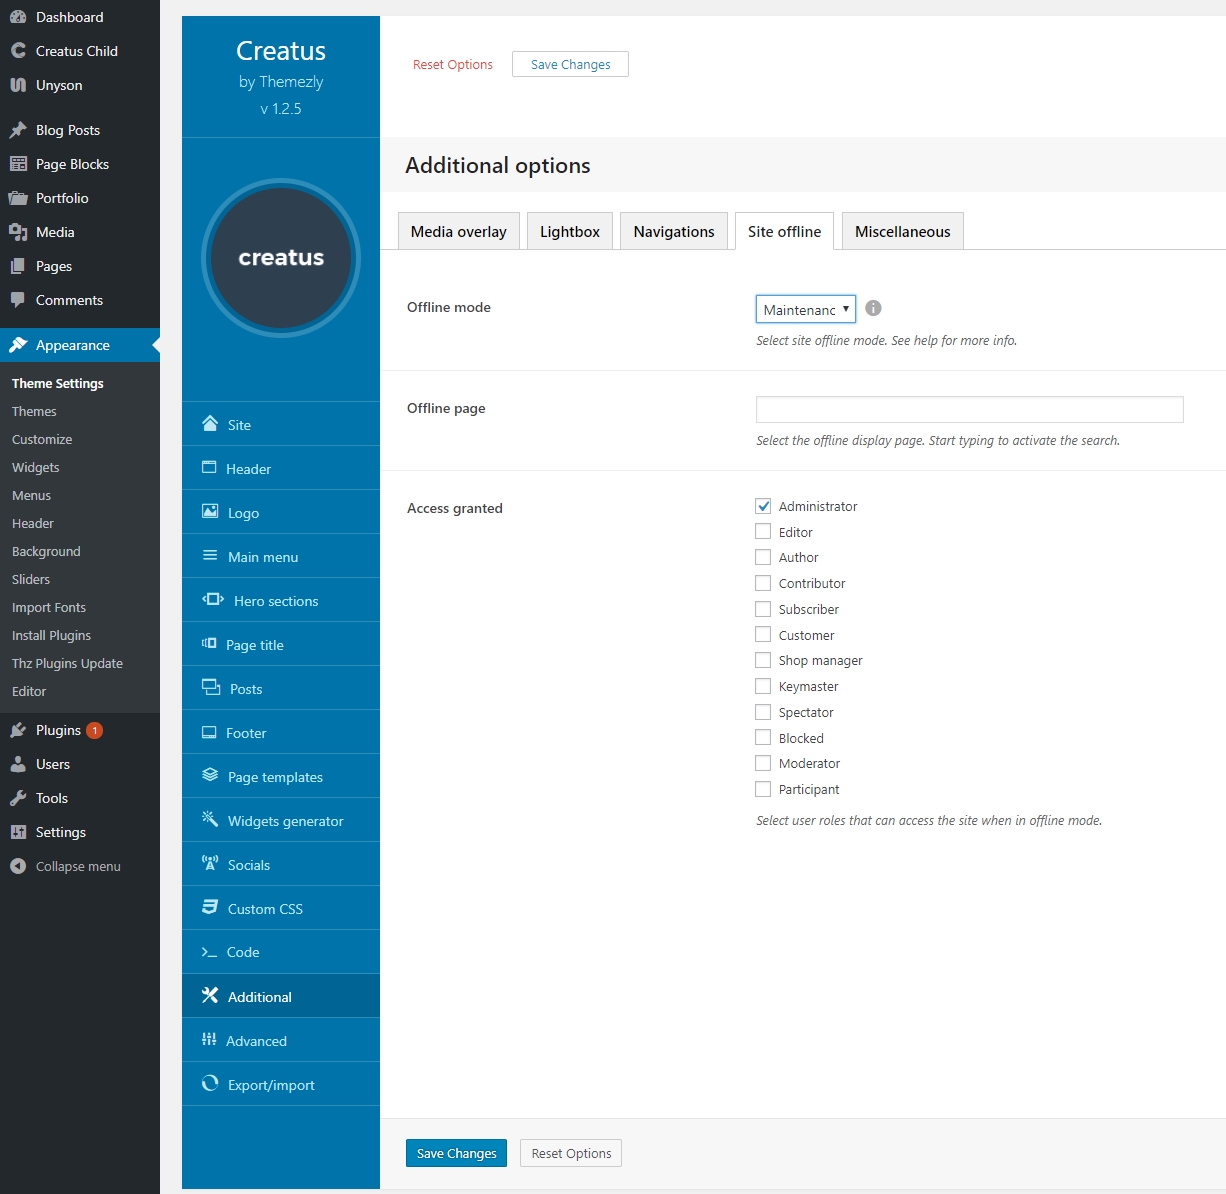 Dashboard
Creatus Child
Unyson
Blog Posts
Page Blocks
Portfolio
Media
Pages
Comments
Appearance
Theme Settings
Themes
Customize
Widgets
Menus
Header
Background
Sliders
Import Fonts
Install Plugins
Thz Plugins Update
Editor
Plugins 1
Users
Tools
Settings
Collapse menu
Creatus
by Themezly
v 1.2.5
creatus
Site
Header
Logo
Main menu
Hero sections
Page title
Posts
Footer
Page templates
Widgets generator
Socials
Custom CSS
Code
Additional
Advanced
Export/import
Reset Options Save Changes
Additional options
Media overlay Lightbox Navigations Site offline Miscellaneous
Offline mode
Maintenanc
Select site offline mode. See help for more info.
Offline page
Select the offline display page. Start typing to activate the search.
Access granted
Administrator
Editor
Author
Contributor
Subscriber
Customer
Shop manager
Keymaster
Spectator
Blocked
Moderator
Participant
Select user roles that can access the site when in offline mode.
Save Changes Reset Options